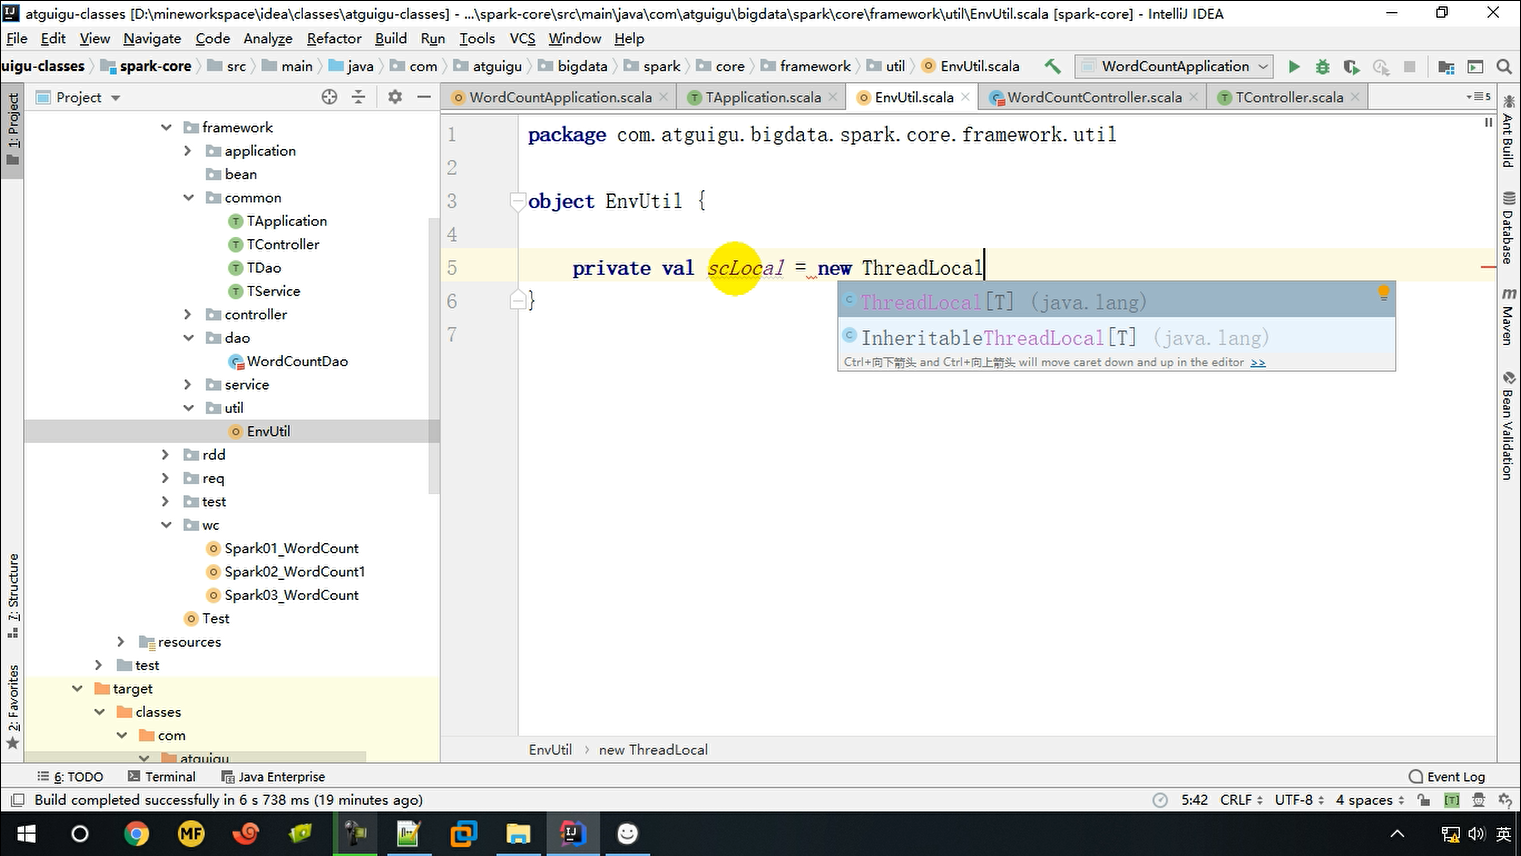 atguigu-classes [D:\mineworkspace\idea\classes\atguigu-classes] - ...\spark-core\src\main\java\com\atguigu\bigdata\spark\core\framework\util\EnvUtil.scala [spark-core] - IntelliJ IDEA
File Edit View Navigate Code Analyze Refactor Build Run Tools VCS Window Help
uigu-classes spark-core src main java com atguigu bigdata spark core framework util EnvUtil.scala WordCountApplication
Project
WordCountApplication.scala TApplication.scala EnvUtil.scala WordCountController.scala TController.scala 5
1: Project
7: Structure
2: Favorites
framework
application
bean
common
TApplication
TController
TDao
TService
controller
dao
WordCountDao
service
util
EnvUtil
rdd
req
test
wc
Spark01_WordCount
Spark02_WordCount1
Spark03_WordCount
Test
resources
test
target
classes
com
atguigu
1 package com.atguigu.bigdata.spark.core.framework.util
2
3 object EnvUtil {
4
5 private val scLocal = new ThreadLocal
6 }
7
ThreadLocal[T] (java.lang)
InheritableThreadLocal[T] (java.lang)
Ctrl+向下箭头 and Ctrl+向上箭头 will move caret down and up in the editor >>
EnvUtil › new ThreadLocal
Ant Build
Database
Maven
Bean Validation
6: TODO Terminal Java Enterprise Event Log
Build completed successfully in 6 s 738 ms (19 minutes ago) 5:42 CRLF UTF-8 4 spaces [T]
MF 英